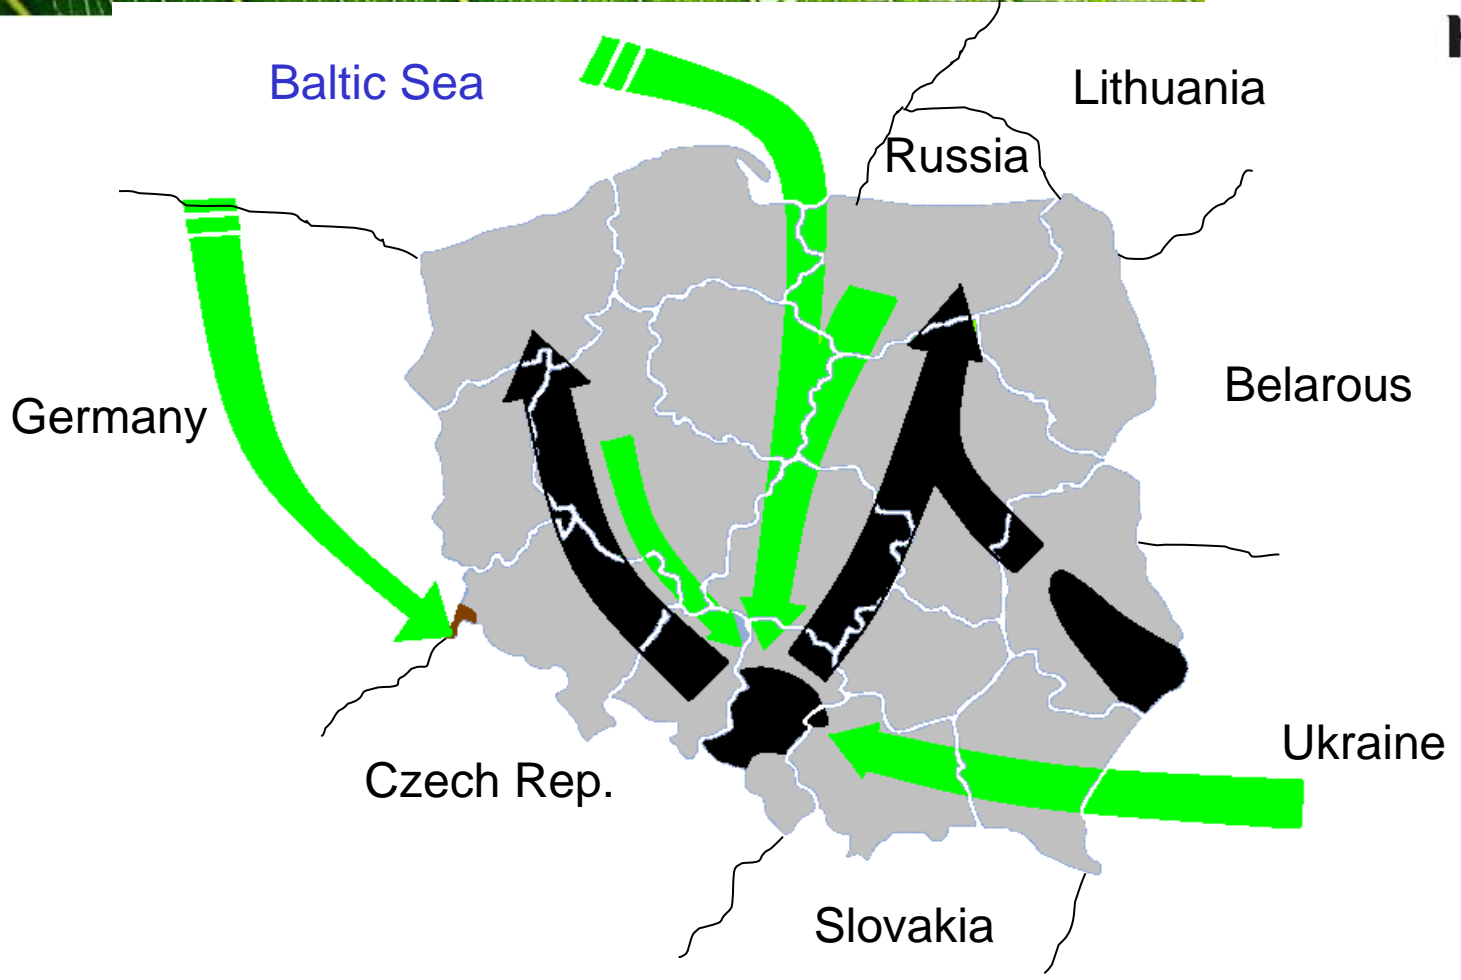 Baltic Sea
Lithuania
Russia
Belarous
Germany
Ukraine
Czech Rep.
Slovakia